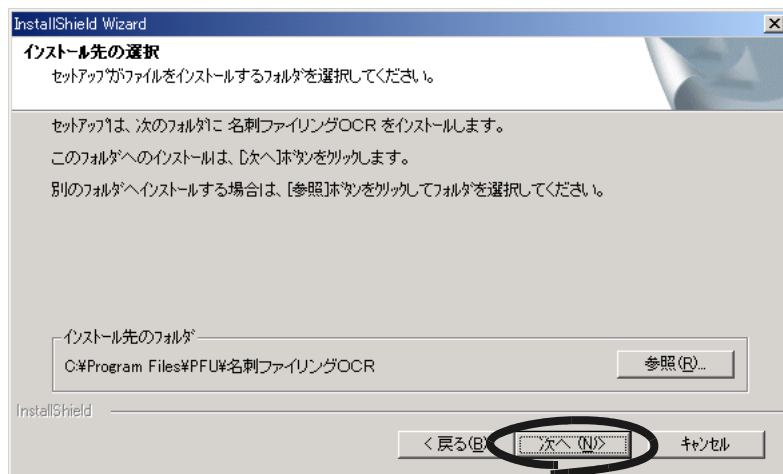 InstallShield Wizard
インストール先の選択
セットアップがファイルをインストールするフォルダを選択してください。
セットアップは、次のフォルダに 名刺ファイリングOCR をインストールします。
このフォルダへのインストールは、[次へ]ボタンをクリックします。
別のフォルダへインストールする場合は、[参照]ボタンをクリックしてフォルダを選択してください。
インストール先のフォルダ
C:¥Program Files¥PFU¥名刺ファイリングOCR
参照(R)...
InstallShield
< 戻る(B) 次へ (N)> キャンセル